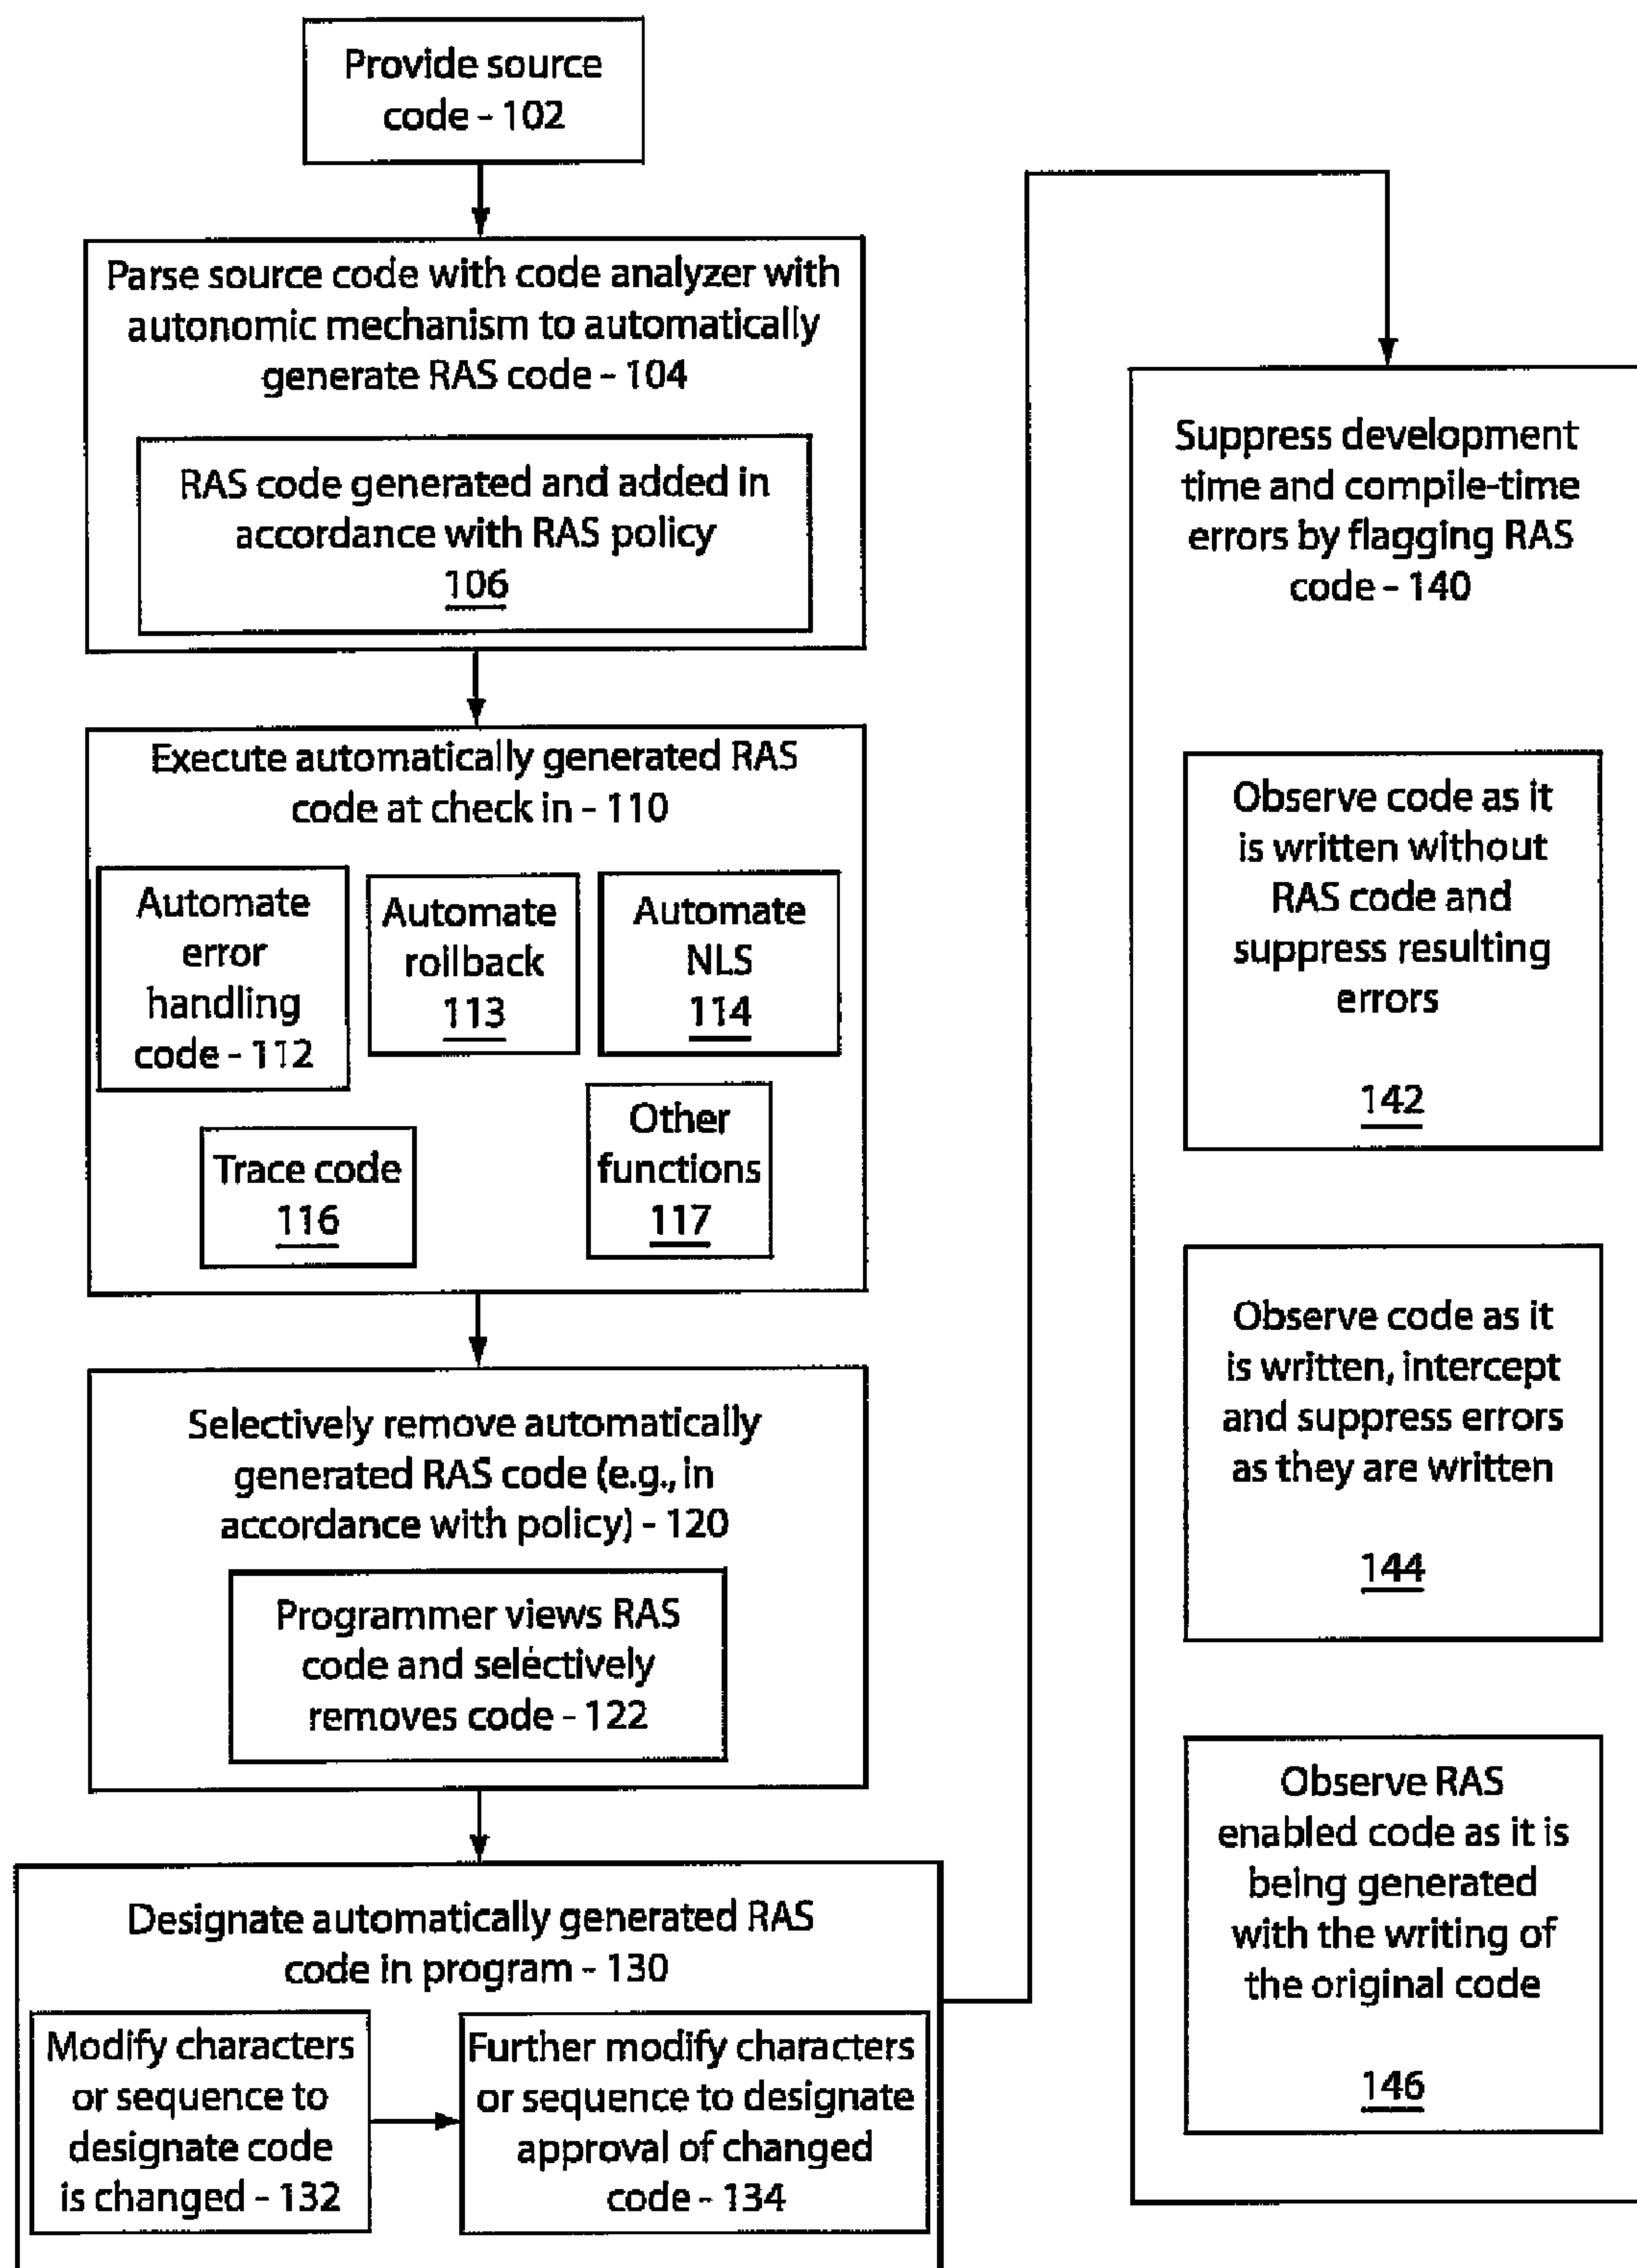 Provide source
code - 102
Parse source code with code analyzer with
autonomic mechanism to automatically
generate RAS code - 104
RAS code generated and added in
accordance with RAS policy
106
Execute automatically generated RAS
code at check in - 110
Automate
error
handling
code - 112
Automate
rollback
113
Automate
NLS
114
Trace code
116
Other
functions
117
Selectively remove automatically
generated RAS code (e.g., in
accordance with policy) - 120
Programmer views RAS
code and selectively
removes code - 122
Designate automatically generated RAS
code in program - 130
Modify characters
or sequence to
designate code
is changed - 132
Further modify characters
or sequence to designate
approval of changed
code - 134
Suppress development
time and compile-time
errors by flagging RAS
code - 140
Observe code as it
is written without
RAS code and
suppress resulting
errors
142
Observe code as it
is written, intercept
and suppress errors
as they are written
144
Observe RAS
enabled code as it is
being generated
with the writing of
the original code
146